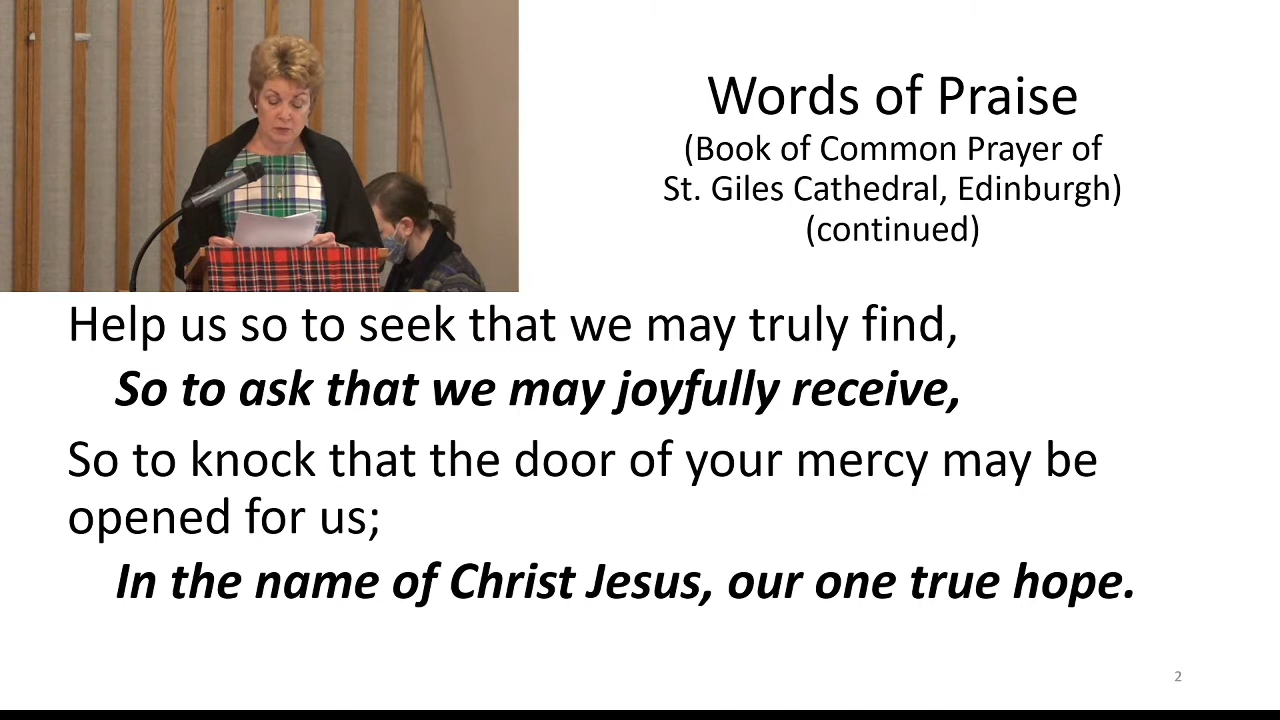 Words of Praise
(Book of Common Prayer of
St. Giles Cathedral, Edinburgh)
(continued)
Help us so to seek that we may truly find,
So to ask that we may joyfully receive,
So to knock that the door of your mercy may be
opened for us;
In the name of Christ Jesus, our one true hope.
2